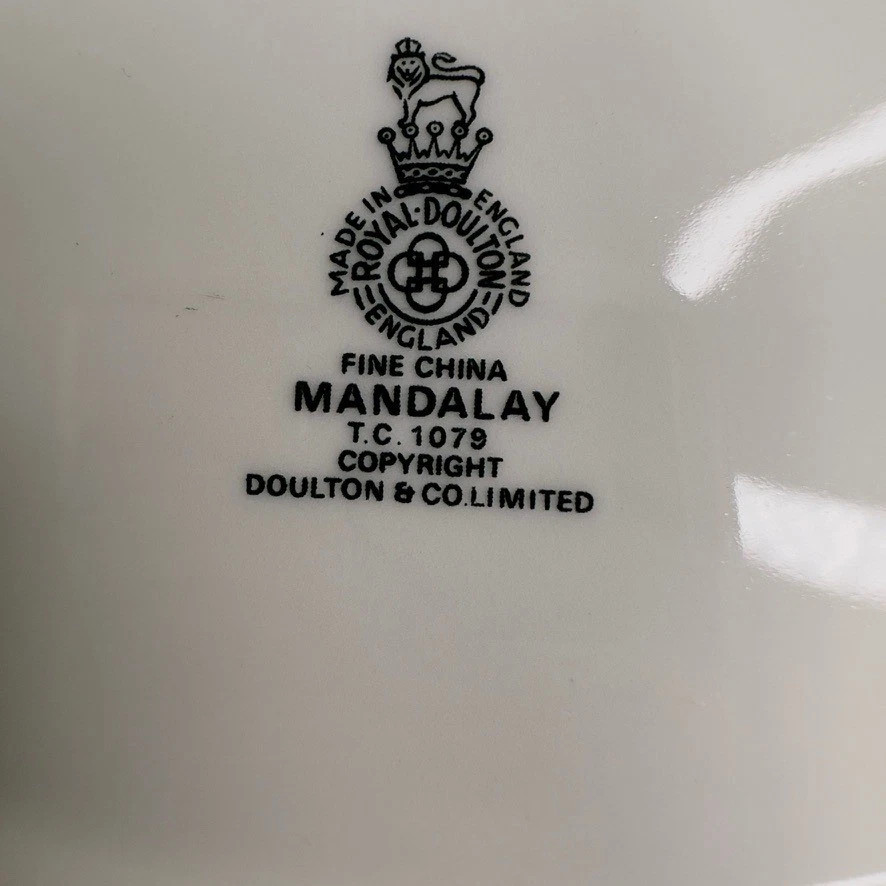 MADE IN ENGLAND
ROYAL·DOULTON
ENGLAND
FINE CHINA
MANDALAY
T.C. 1079
COPYRIGHT
DOULTON & CO.LIMITED